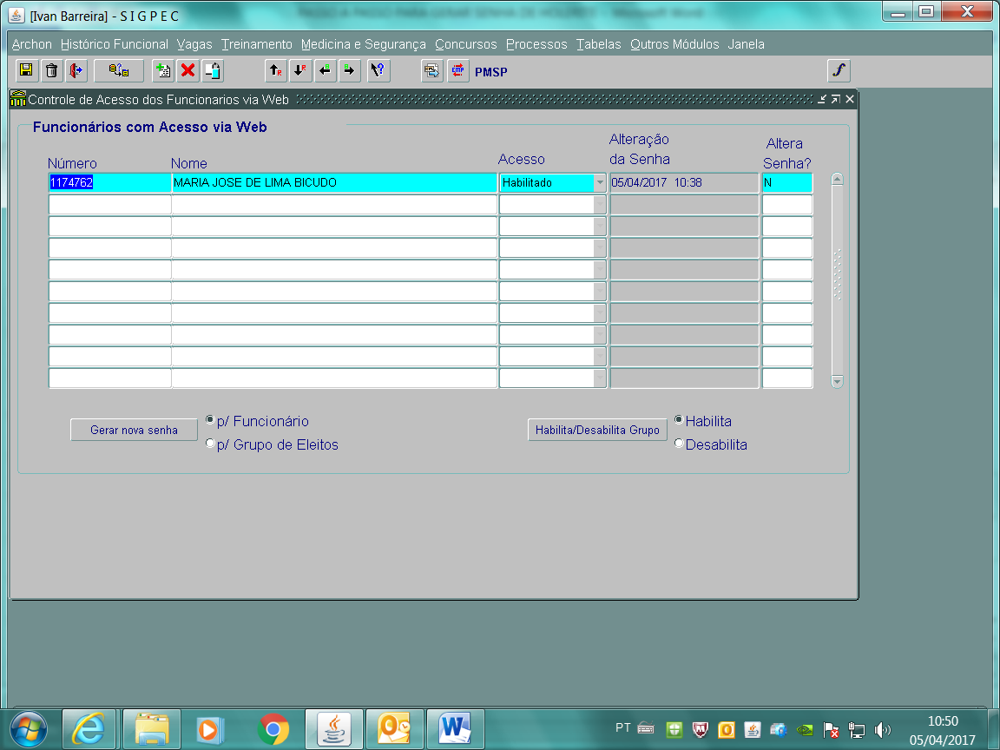 [Ivan Barreira] - S I G P E C
Archon Histórico Funcional Vagas Treinamento Medicina e Segurança Concursos Processos Tabelas Outros Módulos Janela
PMSP
Controle de Acesso dos Funcionarios via Web
Funcionários com Acesso via Web
Número Nome Acesso Alteração da Senha Altera Senha?
1174762 MARIA JOSE DE LIMA BICUDO Habilitado 05/04/2017 10:38 N
Gerar nova senha p/ Funcionário Habilita/Desabilita Grupo Habilita
p/ Grupo de Eleitos Desabilita
PT 10:50
05/04/2017